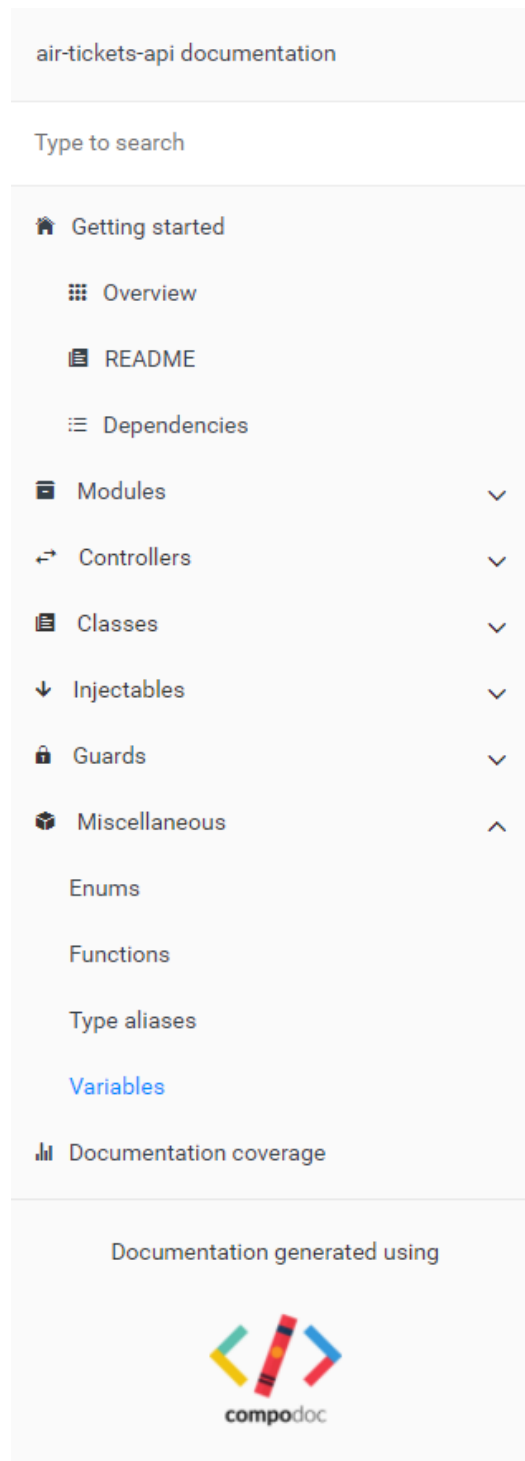 air-tickets-api documentation
Type to search
Getting started
Overview
README
Dependencies
Modules
Controllers
Classes
Injectables
Guards
Miscellaneous
Enums
Functions
Type aliases
Variables
Documentation coverage
Documentation generated using
compodoc